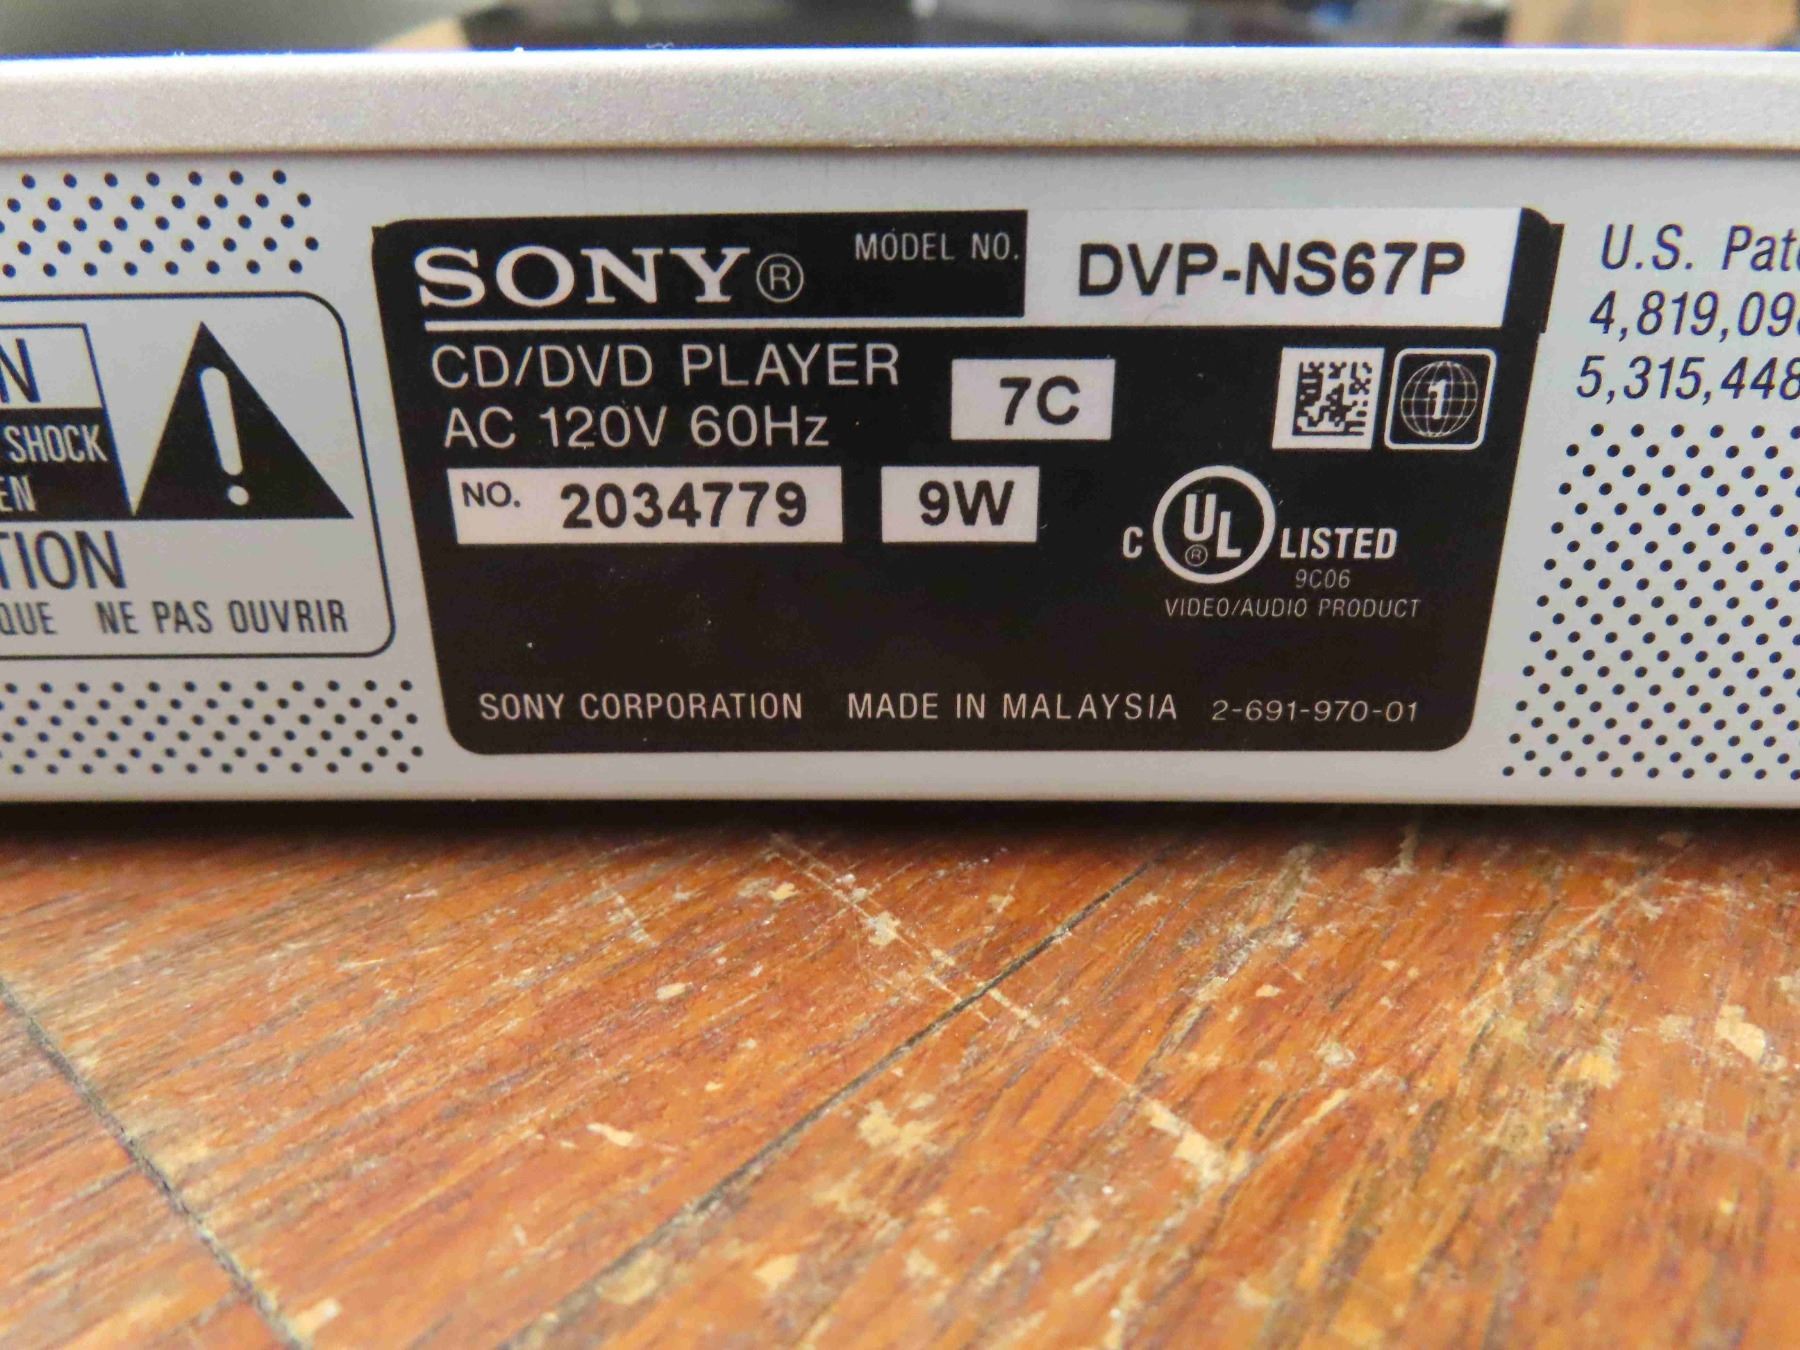 SONY® MODEL NO. DVP-NS67P
CD/DVD PLAYER 7C
AC 120V 60Hz
NO. 2034779 9W
1
C UL® LISTED
9C06
VIDEO/AUDIO PRODUCT
SONY CORPORATION MADE IN MALAYSIA 2-691-970-01
N
SHOCK
EN
TION
QUE NE PAS OUVRIR
U.S. Pate
4,819,098
5,315,448